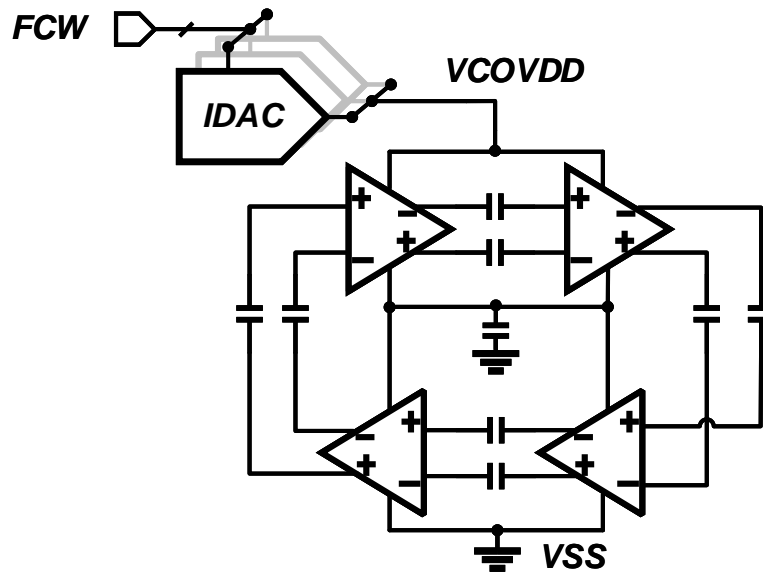 FCW
VCOVDD
IDAC
+ − + −
− + − +
+ − + −
− + − +
VSS